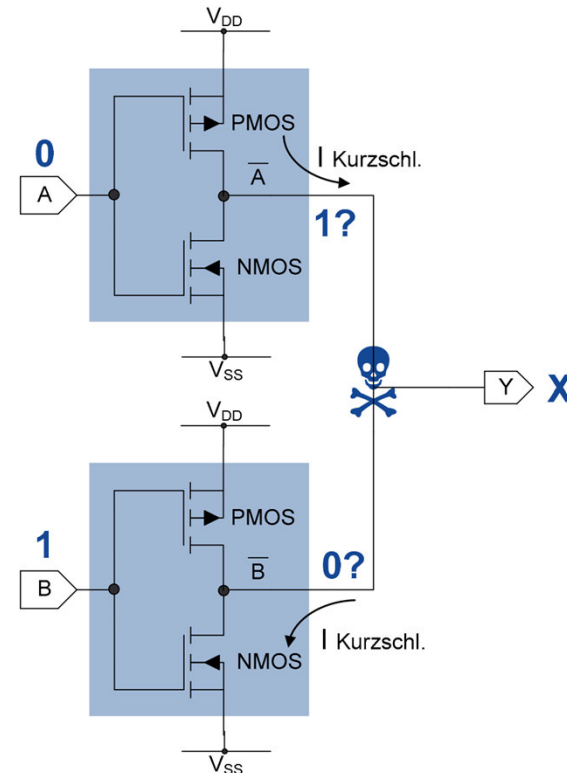 V_DD
PMOS
I Kurzschl.
0
A
A̅
1?
NMOS
V_SS
Y
X
V_DD
PMOS
1
B
B̅
0?
I Kurzschl.
NMOS
V_SS